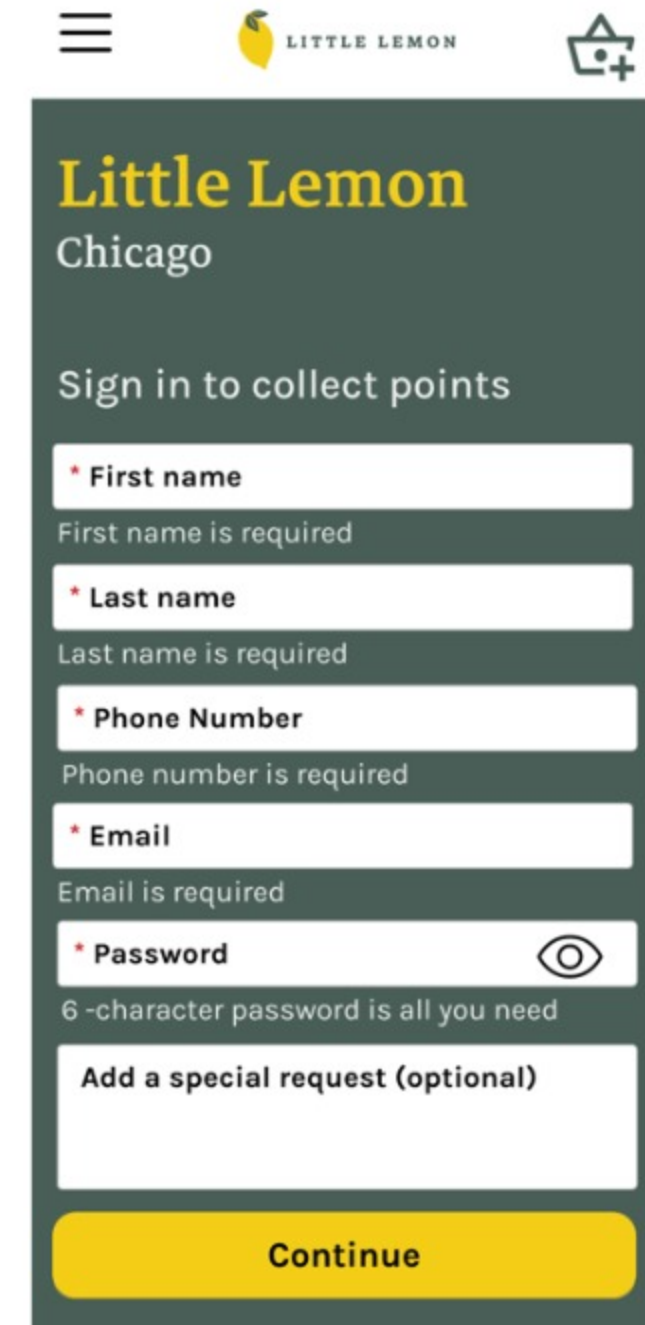 LITTLE LEMON
Little Lemon
Chicago
Sign in to collect points
* First name
First name is required
* Last name
Last name is required
* Phone Number
Phone number is required
* Email
Email is required
* Password
6 -character password is all you need
Add a special request (optional)
Continue